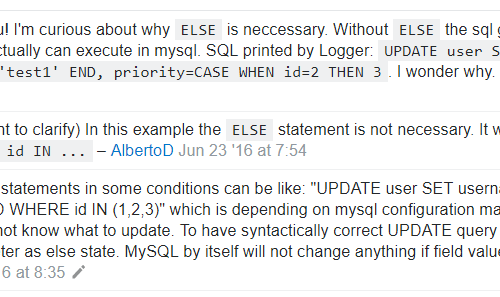 u! I'm curious about why ELSE is neccessary. Without ELSE the sql g
ctually can execute in mysql. SQL printed by Logger: UPDATE user S
'test1' END, priority=CASE WHEN id=2 THEN 3 . I wonder why.
nt to clarify) In this example the ELSE statement is not necessary. It w
id IN ... – AlbertoD Jun 23 '16 at 7:54
statements in some conditions can be like: "UPDATE user SET userna
D WHERE id IN (1,2,3)" which is depending on mysql configuration ma
not know what to update. To have syntactically correct UPDATE query
ter as else state. MySQL by itself will not change anything if field value
6 at 8:35